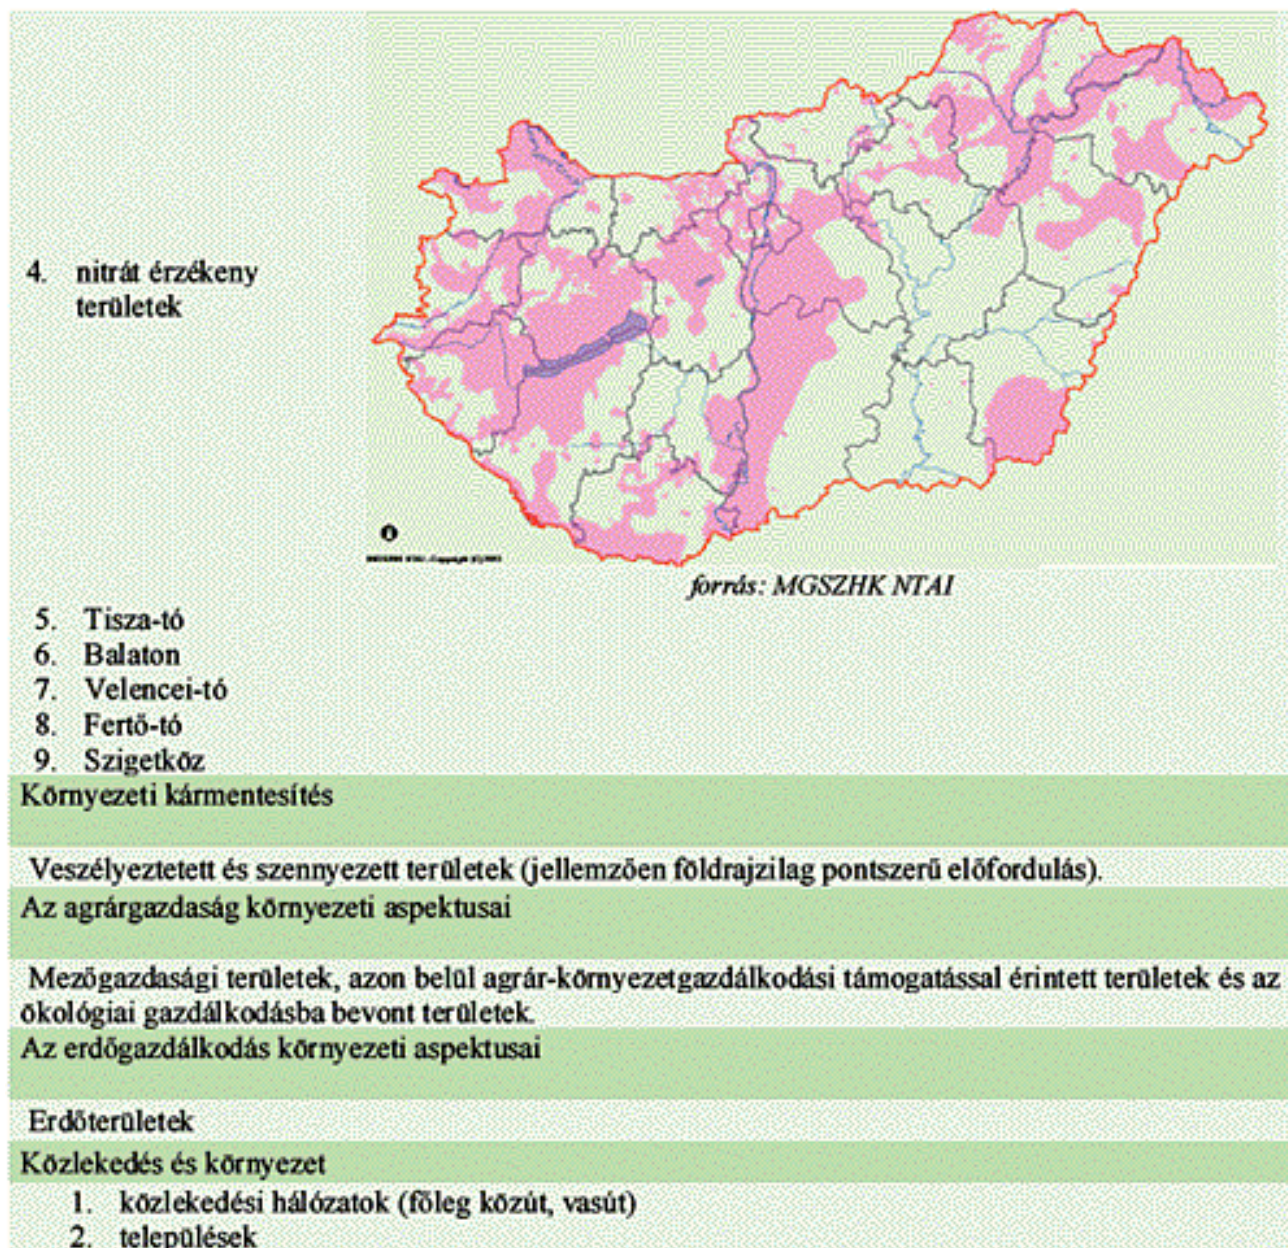 4. nitrát érzékeny
területek
forrás: MGSZHK NTAI
5. Tisza-tó
6. Balaton
7. Velencei-tó
8. Fertő-tó
9. Szigetköz
Környezeti kármentesítés
Veszélyeztetett és szennyezett területek (jellemzően földrajzilag pontszerű előfordulás).
Az agrárgazdaság környezeti aspektusai
Mezőgazdasági területek, azon belül agrár-környezetgazdálkodási támogatással érintett területek és az
ökológiai gazdálkodásba bevont területek.
Az erdőgazdálkodás környezeti aspektusai
Erdőterületek
Közlekedés és környezet
1. közlekedési hálózatok (főleg közút, vasút)
2. települések